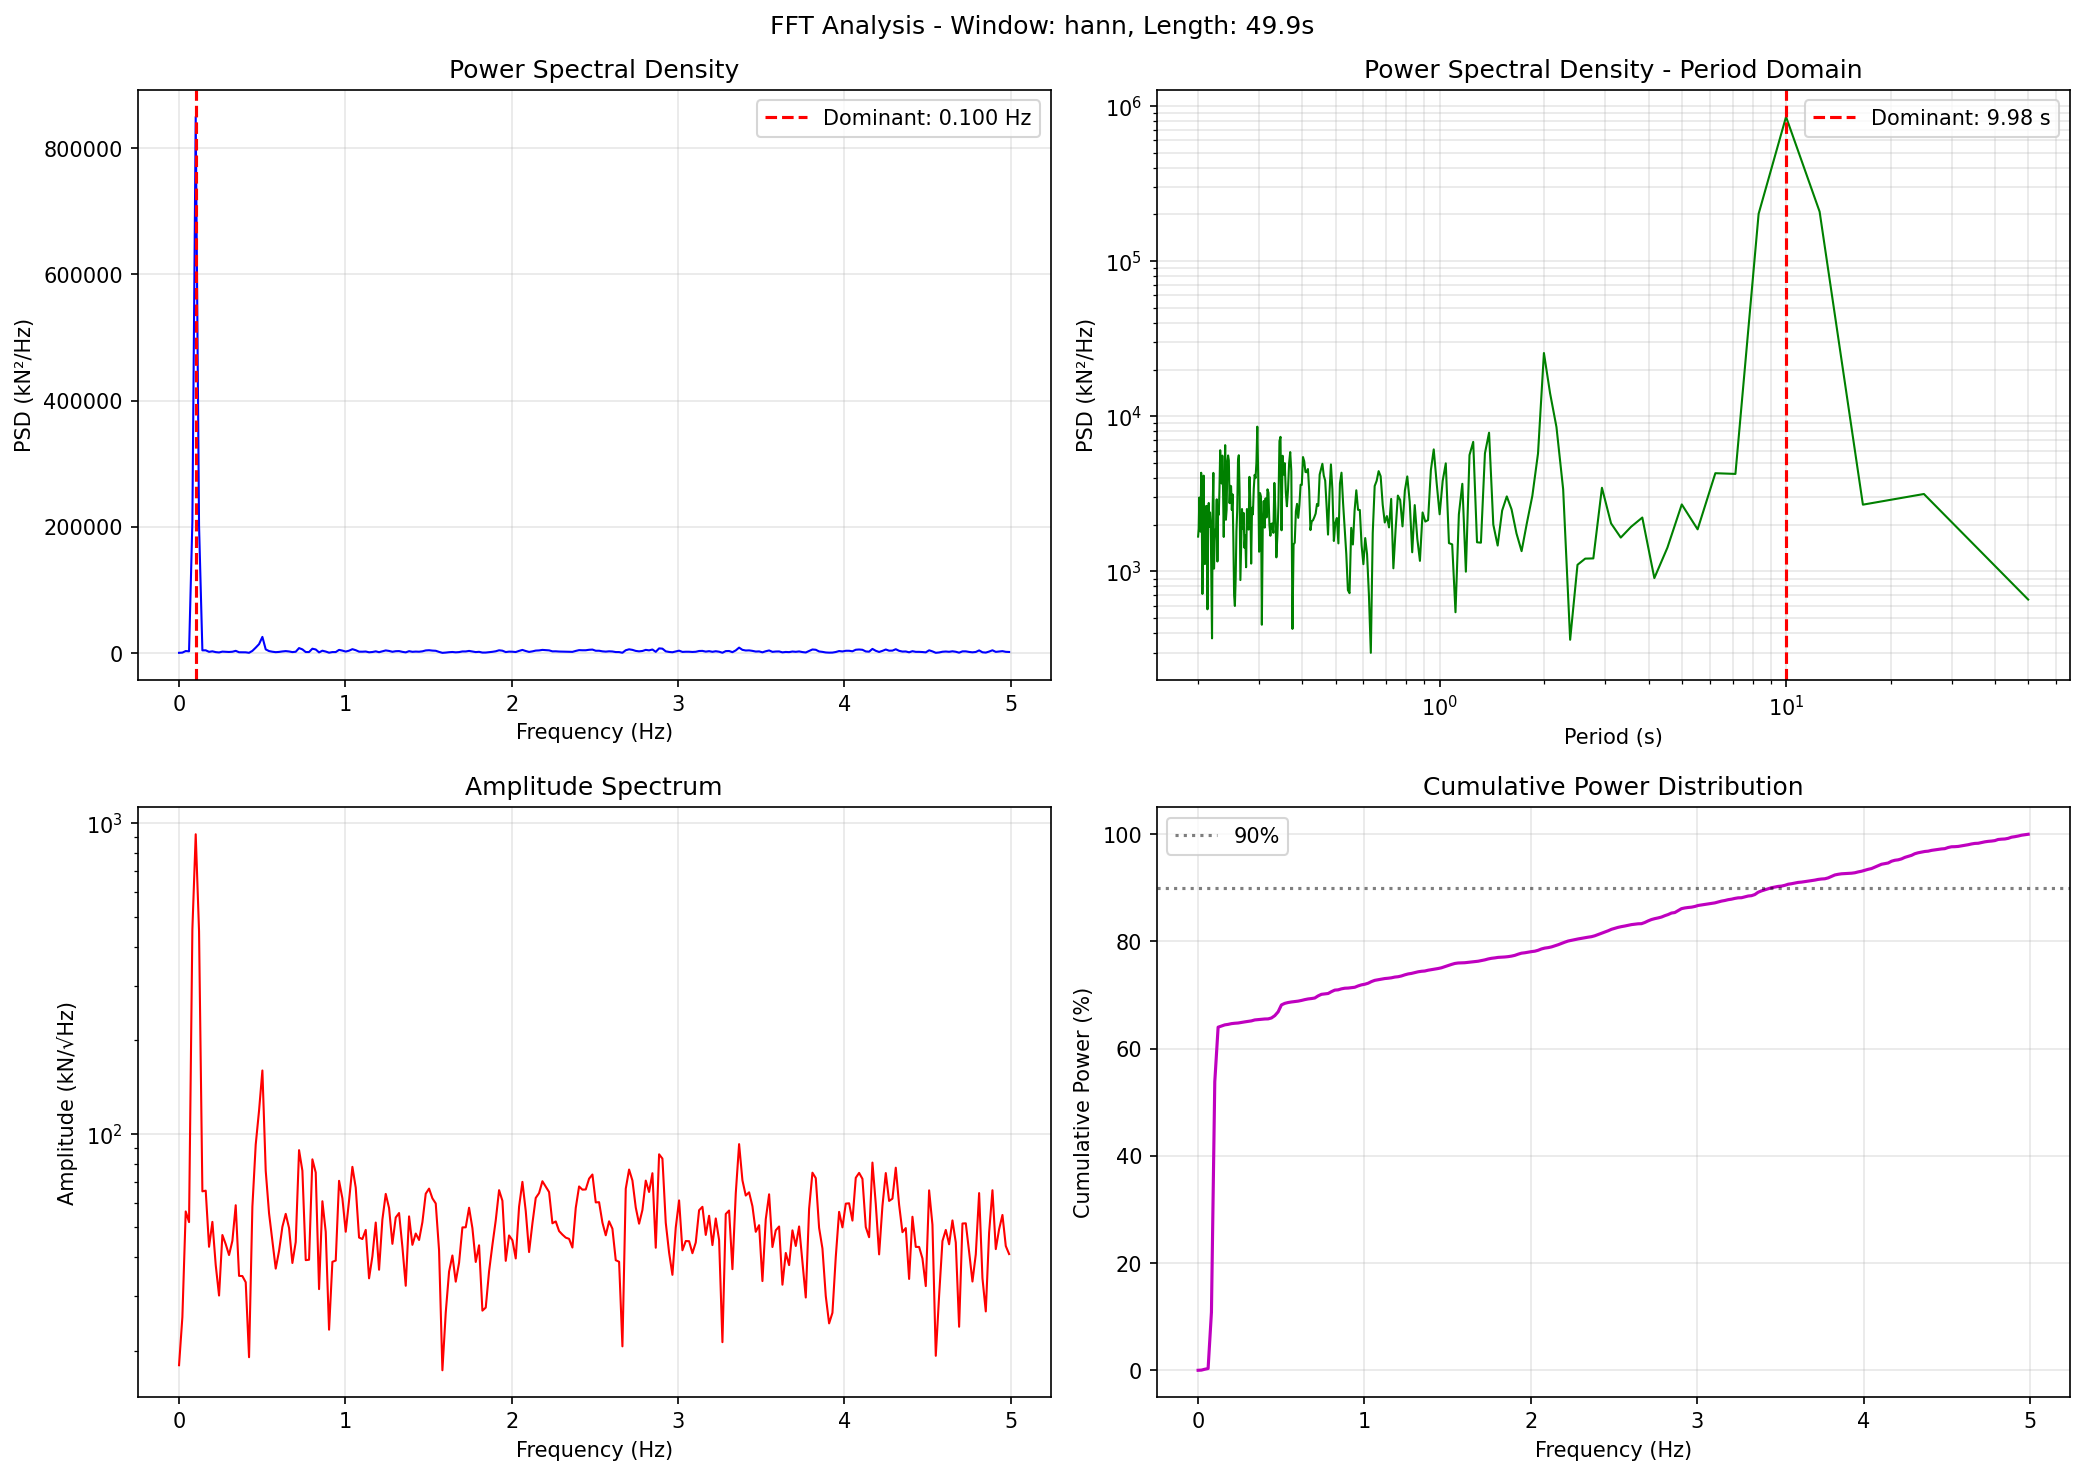 FFT Analysis - Window: hann, Length: 49.9s
Power Spectral Density
PSD (kN²/Hz)
800000
600000
400000
200000
0
Dominant: 0.100 Hz
0 1 2 3 4 5
Frequency (Hz)
Power Spectral Density - Period Domain
PSD (kN²/Hz)
10⁶
10⁵
10⁴
10³
Dominant: 9.98 s
10⁰ 10¹
Period (s)
Amplitude Spectrum
Amplitude (kN/√Hz)
10³
10²
0 1 2 3 4 5
Frequency (Hz)
Cumulative Power Distribution
Cumulative Power (%)
100
80
60
40
20
0
90%
0 1 2 3 4 5
Frequency (Hz)